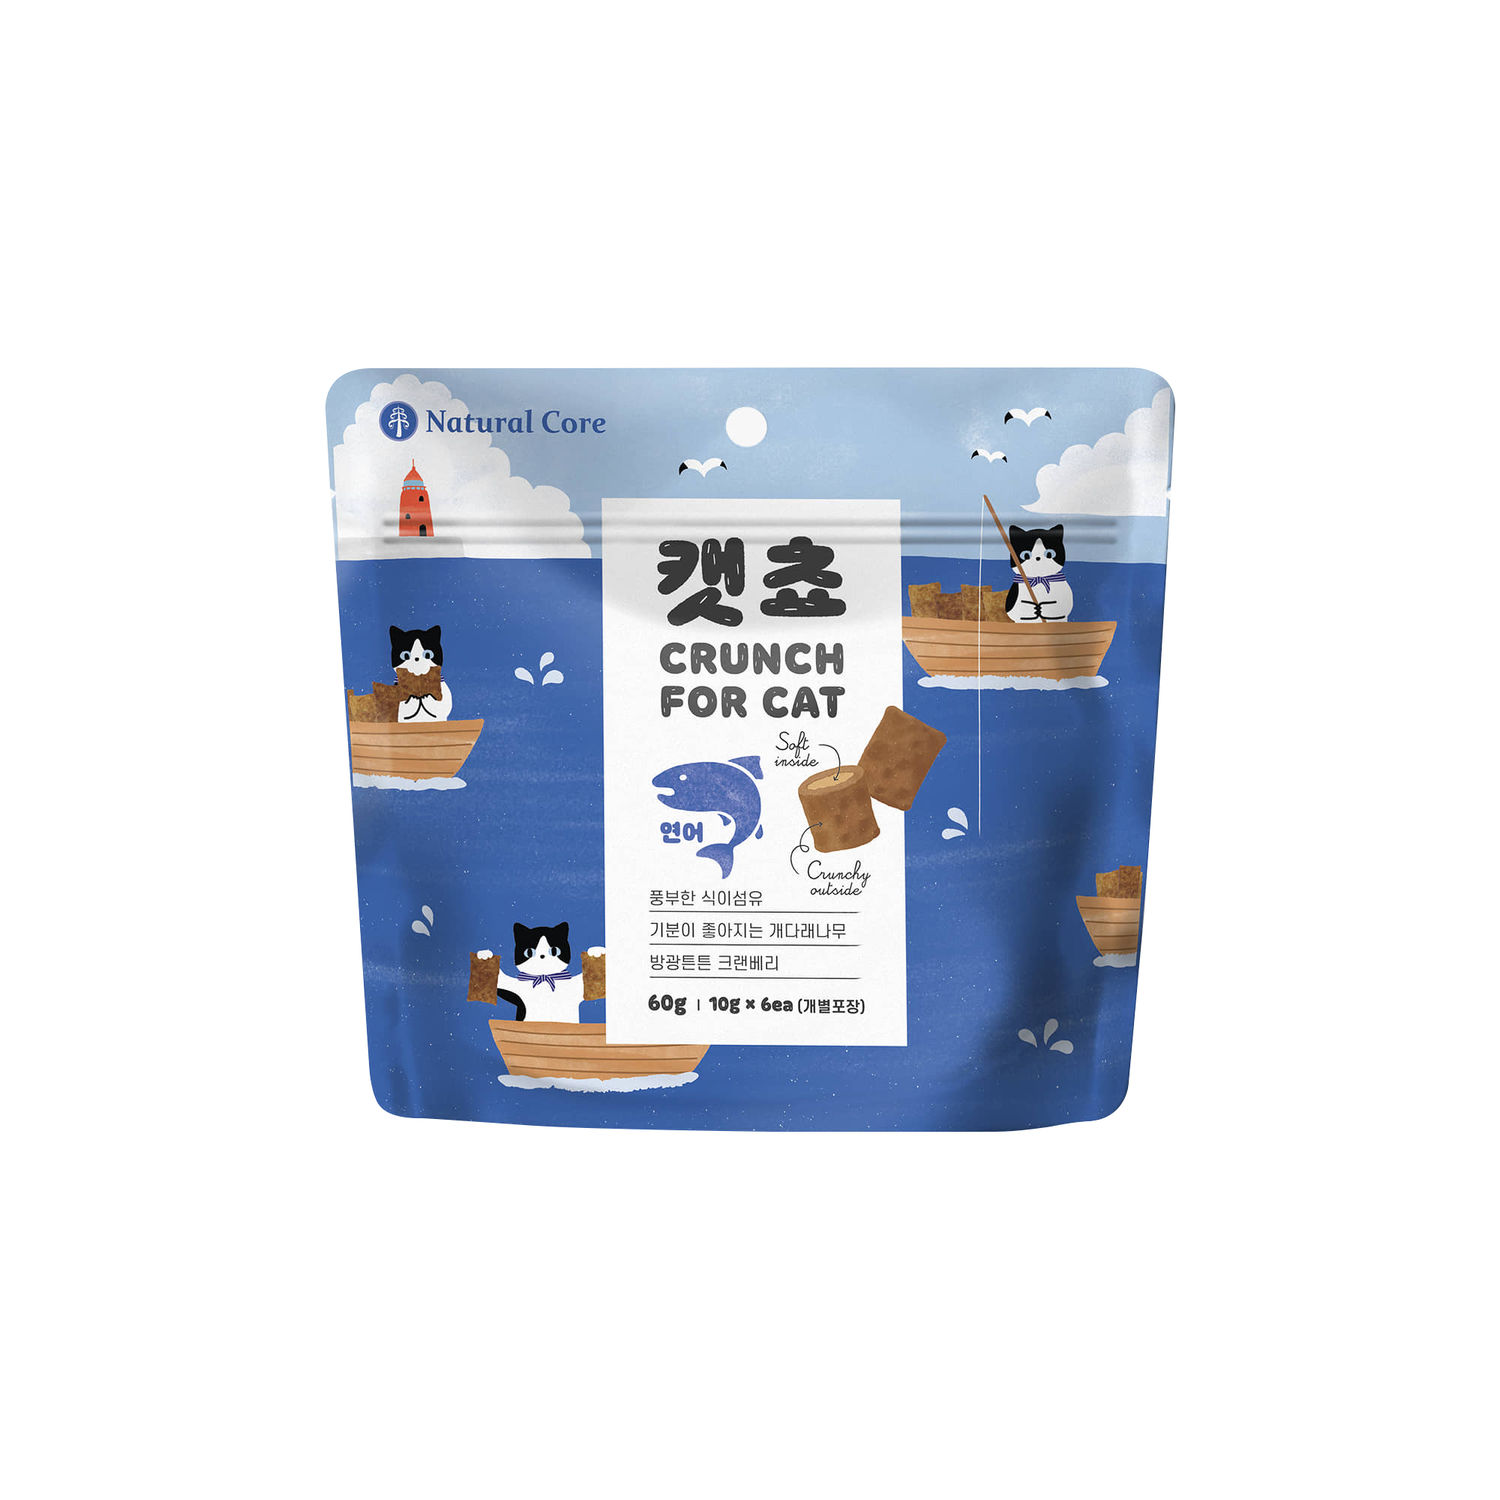 Natural Core
캣쵸
CRUNCH
FOR CAT
Soft
inside
연어
Crunchy
outside
풍부한 식이섬유
기분이 좋아지는 개다래나무
방광튼튼 크랜베리
60g | 10g × 6ea (개별포장)